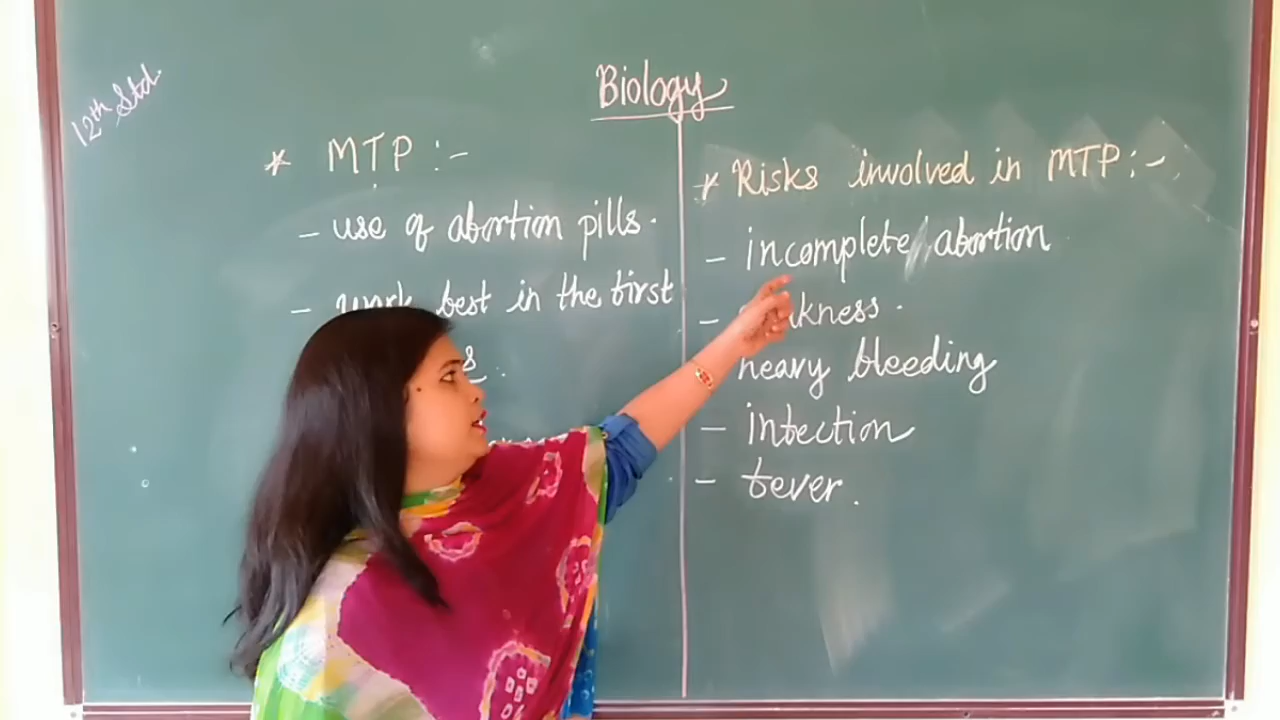 12th Std.
Biology
* MTP :-
- use of abortion pills.
- work best in the first
* Risks involved in MTP :-
- incomplete abortion
- kness.
heavy bleeding
- infection
- fever.